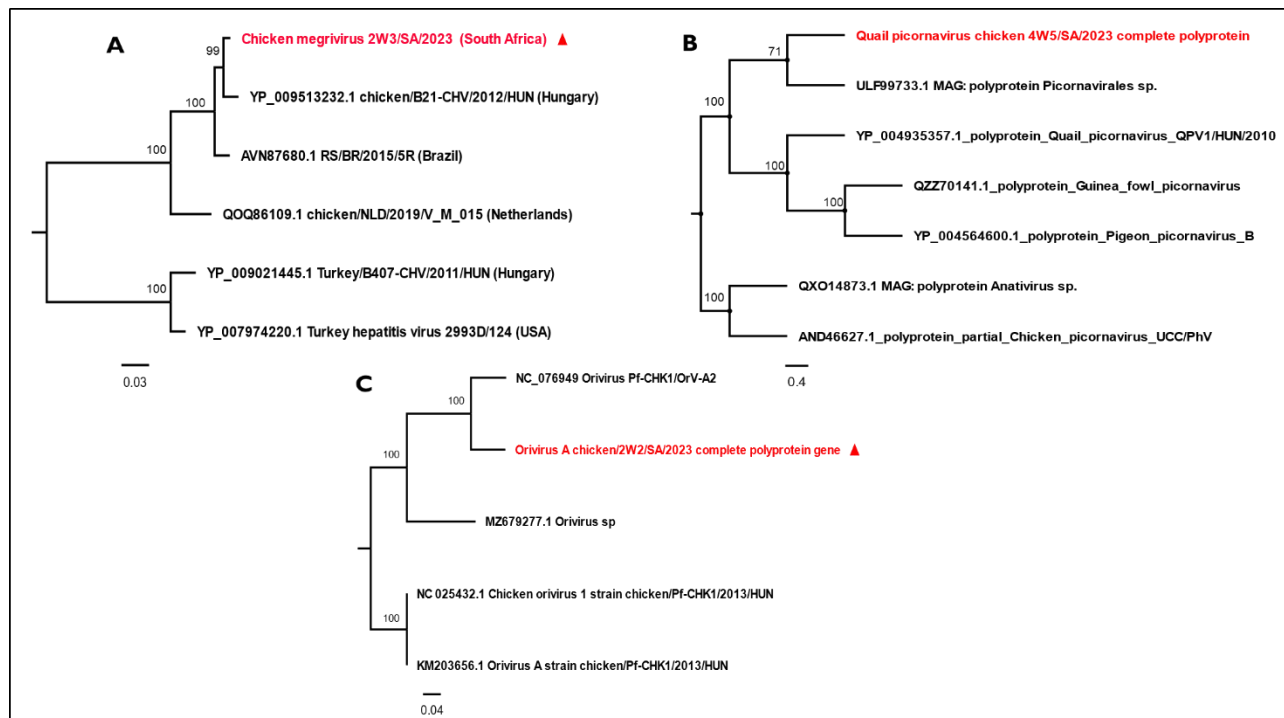 A
99
Chicken megrivirus 2W3/SA/2023 (South Africa)
100
YP_009513232.1 chicken/B21-CHV/2012/HUN (Hungary)
100
AVN87680.1 RS/BR/2015/5R (Brazil)
QOQ86109.1 chicken/NLD/2019/V_M_015 (Netherlands)
YP_009021445.1 Turkey/B407-CHV/2011/HUN (Hungary)
100
YP_007974220.1 Turkey hepatitis virus 2993D/124 (USA)
0.03
B
Quail picornavirus chicken 4W5/SA/2023 complete polyprotein
71
ULF99733.1 MAG: polyprotein Picornavirales sp.
100
YP_004935357.1_polyprotein_Quail_picornavirus_QPV1/HUN/2010
100
QZZ70141.1_polyprotein_Guinea_fowl_picornavirus
100
YP_004564600.1_polyprotein_Pigeon_picornavirus_B
QXO14873.1 MAG: polyprotein Anativirus sp.
100
AND46627.1_polyprotein_partial_Chicken_picornavirus_UCC/PhV
0.4
C
NC_076949 Orivirus Pf-CHK1/OrV-A2
100
Orivirus A chicken/2W2/SA/2023 complete polyprotein gene
100
MZ679277.1 Orivirus sp
NC 025432.1 Chicken orivirus 1 strain chicken/Pf-CHK1/2013/HUN
100
KM203656.1 Orivirus A strain chicken/Pf-CHK1/2013/HUN
0.04